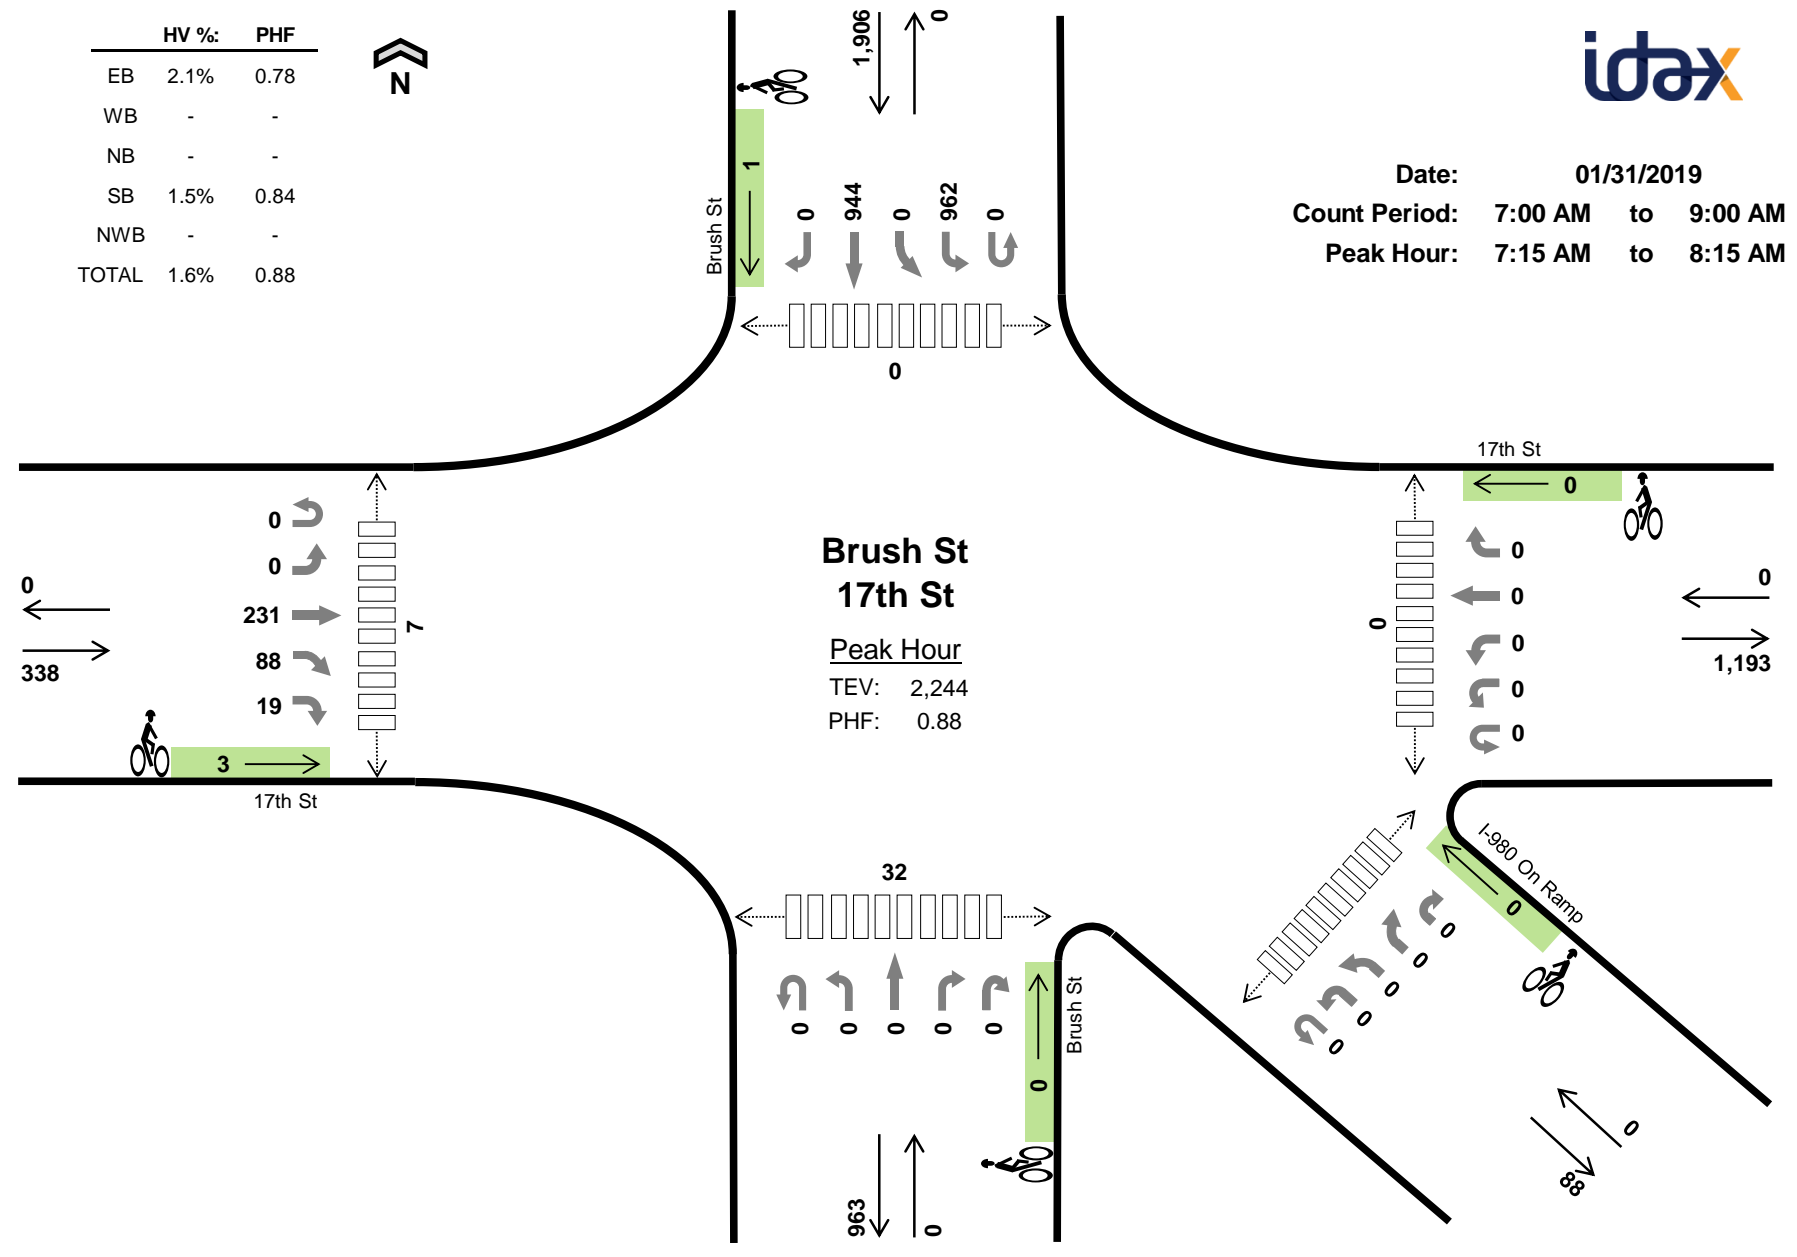 HV %: PHF
EB 2.1% 0.78
WB - -
NB - -
SB 1.5% 0.84
NWB - -
TOTAL 1.6% 0.88
N
idax
Date: 01/31/2019
Count Period: 7:00 AM to 9:00 AM
Peak Hour: 7:15 AM to 8:15 AM
1,906
0
1
Brush St
0
944
0
962
0
0
17th St
0
0
0
231
88
19
0
338
7
3
17th St
Brush St
17th St
Peak Hour
TEV: 2,244
PHF: 0.88
0
0
0
0
0
0
0
1,193
32
0
0
0
0
0
0
Brush St
963
0
I-980 On Ramp
0
0
0
0
0
0
0
88